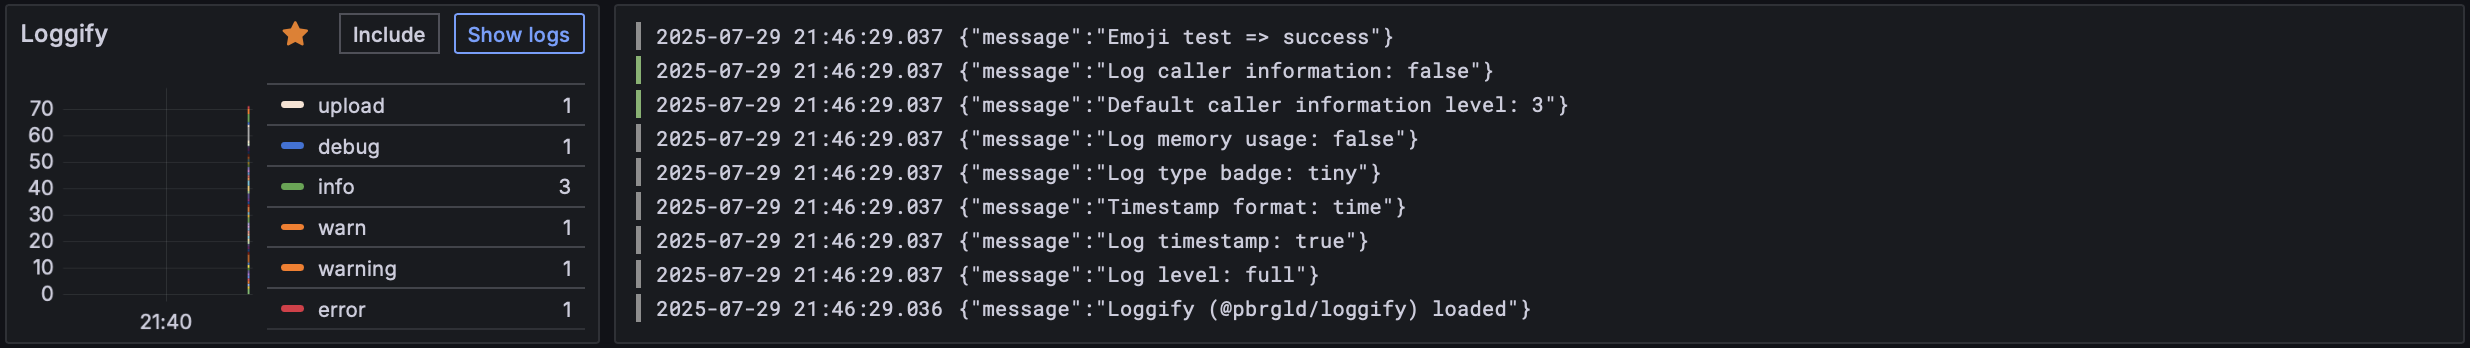 Loggify
Include
Show logs
70
60
50
40
30
20
10
0
21:40
upload 1
debug 1
info 3
warn 1
warning 1
error 1
2025-07-29 21:46:29.037 {"message":"Emoji test => success"}
2025-07-29 21:46:29.037 {"message":"Log caller information: false"}
2025-07-29 21:46:29.037 {"message":"Default caller information level: 3"}
2025-07-29 21:46:29.037 {"message":"Log memory usage: false"}
2025-07-29 21:46:29.037 {"message":"Log type badge: tiny"}
2025-07-29 21:46:29.037 {"message":"Timestamp format: time"}
2025-07-29 21:46:29.037 {"message":"Log timestamp: true"}
2025-07-29 21:46:29.037 {"message":"Log level: full"}
2025-07-29 21:46:29.036 {"message":"Loggify (@pbrgld/loggify) loaded"}